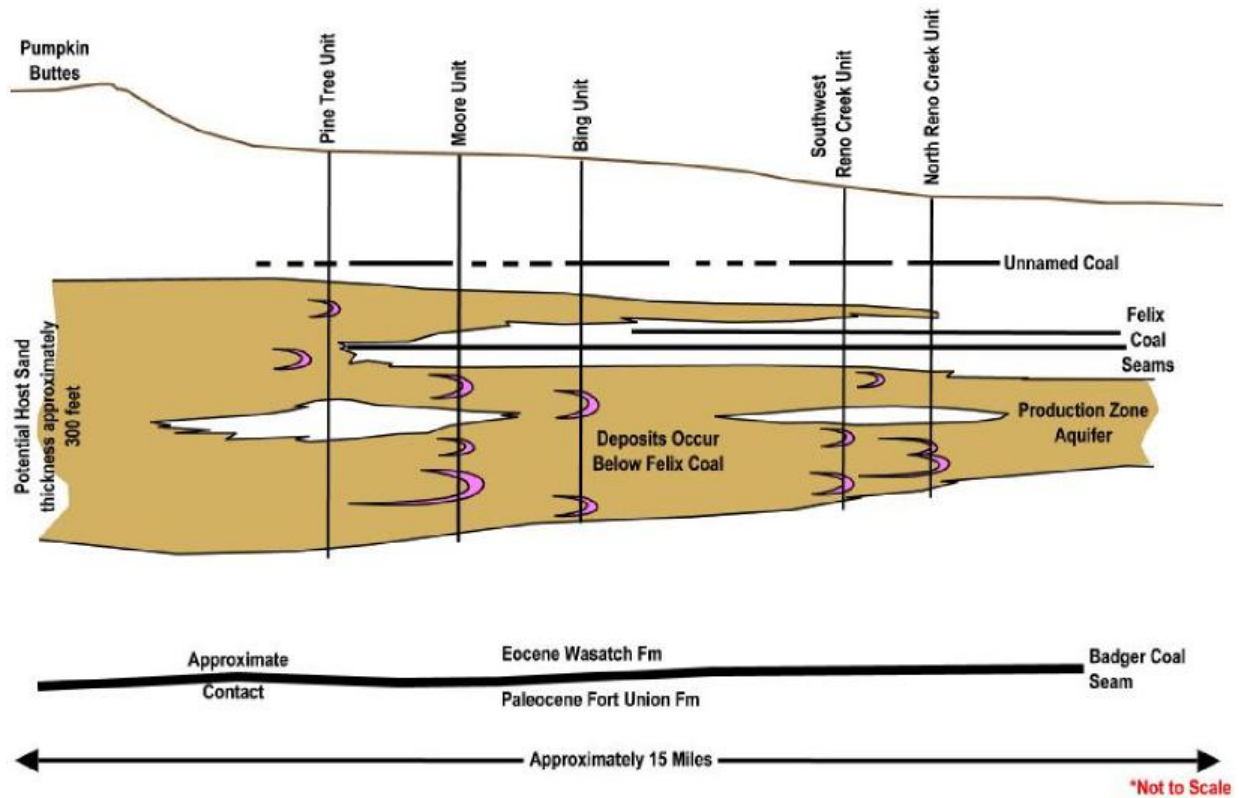 Pumpkin
Buttes
Pine Tree Unit
Moore Unit
Bing Unit
Southwest
Reno Creek Unit
North Reno Creek Unit
Unnamed Coal
Felix
Coal
Seams
Potential Host Sand
thickness approximately
300 feet
Deposits Occur
Below Felix Coal
Production Zone
Aquifer
Approximate
Contact
Eocene Wasatch Fm
Paleocene Fort Union Fm
Badger Coal
Seam
Approximately 15 Miles
*Not to Scale